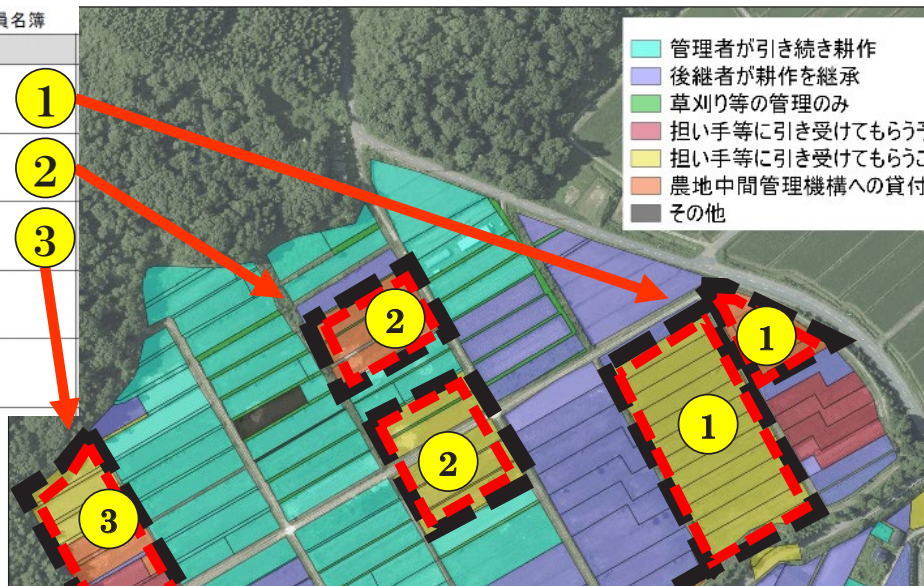 員名簿
1
2
3
管理者が引き続き耕作
後継者が耕作を継承
草刈り等の管理のみ
担い手等に引き受けてもらう
担い手等に引き受けてもらう
農地中間管理機構への貸付
その他
2
1
1
2
3